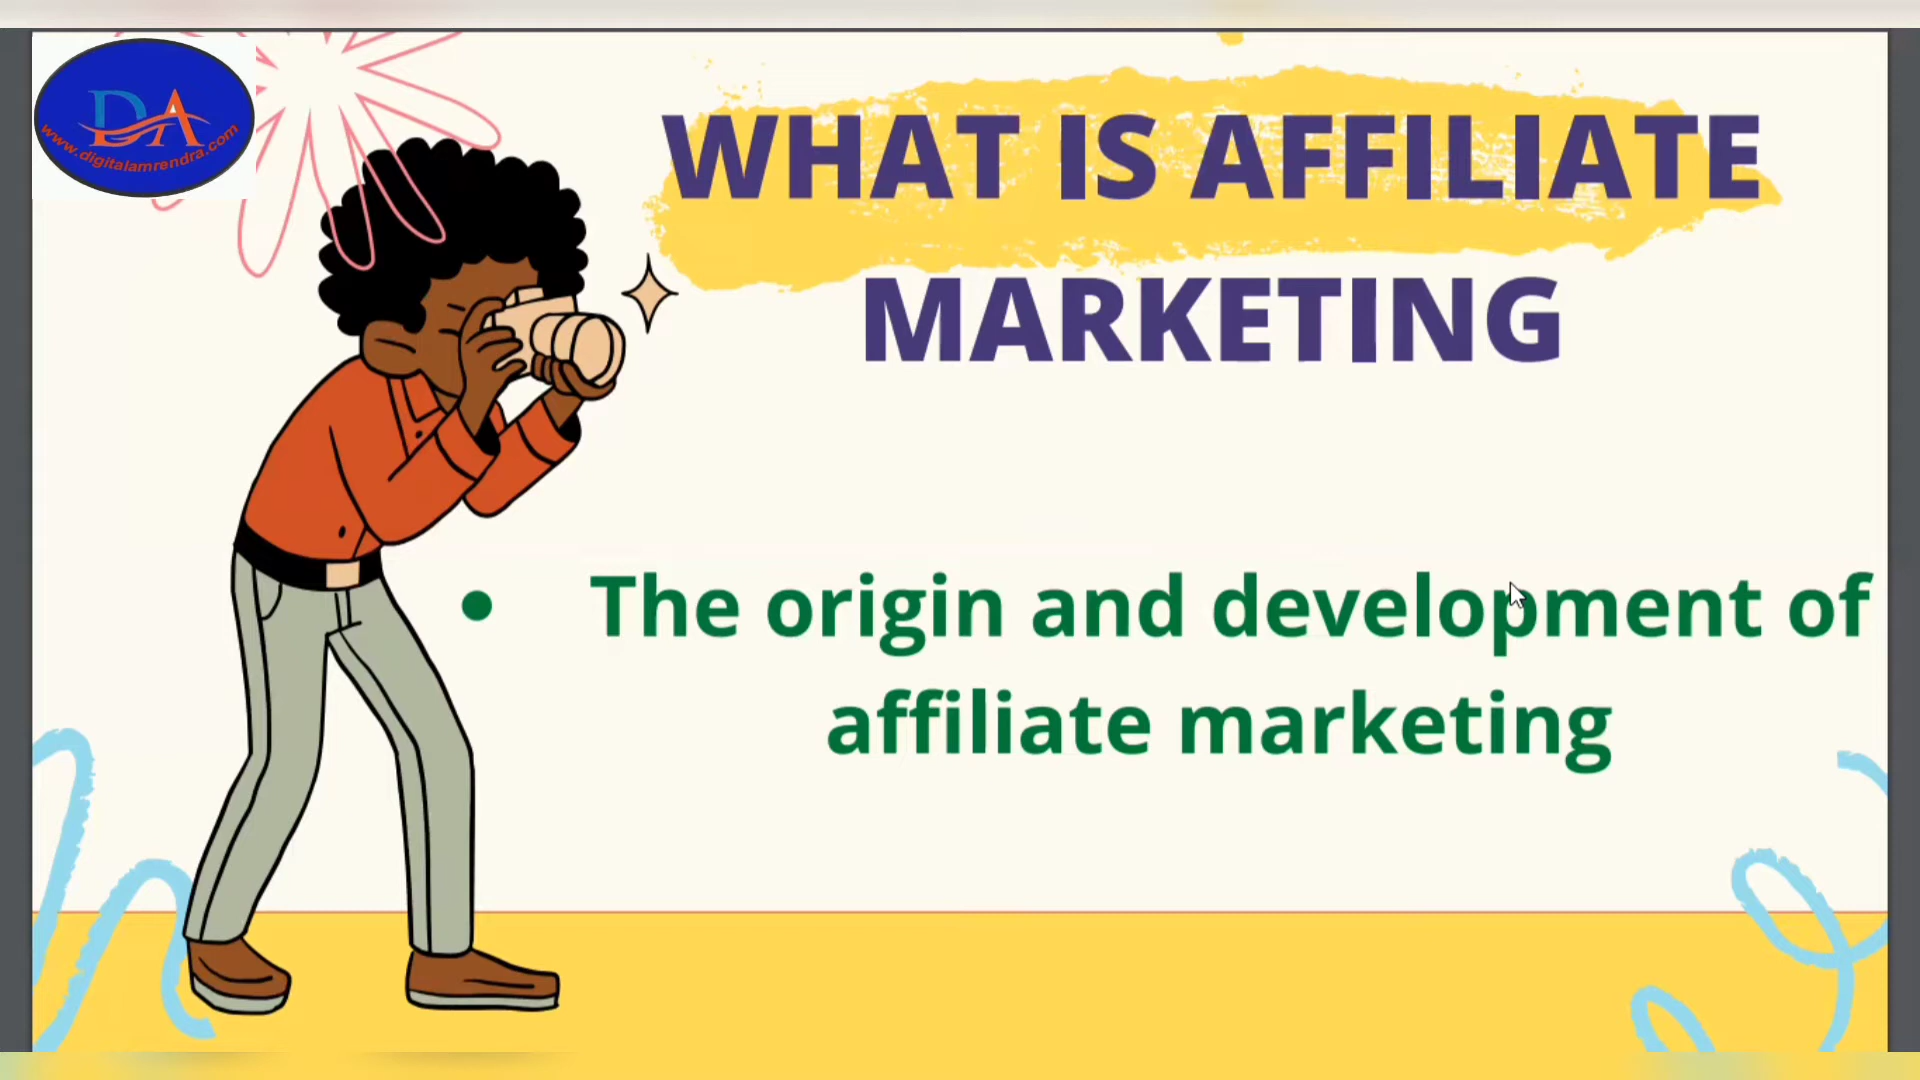 DA
www.digitalamrendra.com
WHAT IS AFFILIATE
MARKETING
• The origin and development of
affiliate marketing